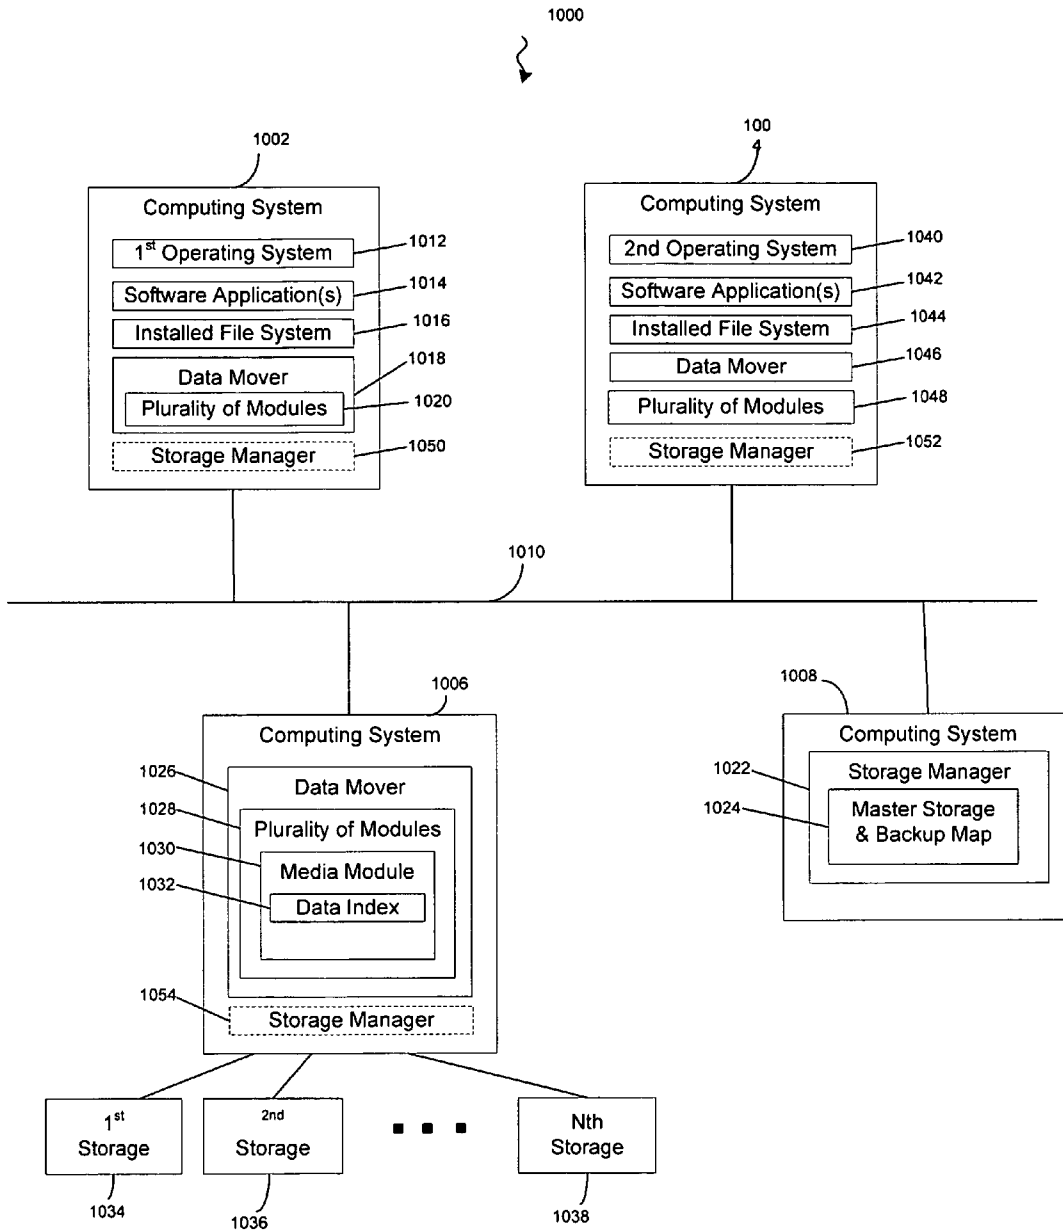 1000
1002
Computing System
1st Operating System
1012
Software Application(s)
1014
Installed File System
1016
Data Mover
1018
Plurality of Modules
1020
Storage Manager
1050
100
4
Computing System
2nd Operating System
1040
Software Application(s)
1042
Installed File System
1044
Data Mover
1046
Plurality of Modules
1048
Storage Manager
1052
1010
1006
Computing System
1026
Data Mover
1028
Plurality of Modules
1030
Media Module
1032
Data Index
1054
Storage Manager
1008
Computing System
1022
Storage Manager
1024
Master Storage
& Backup Map
1st
Storage
1034
2nd
Storage
1036
Nth
Storage
1038